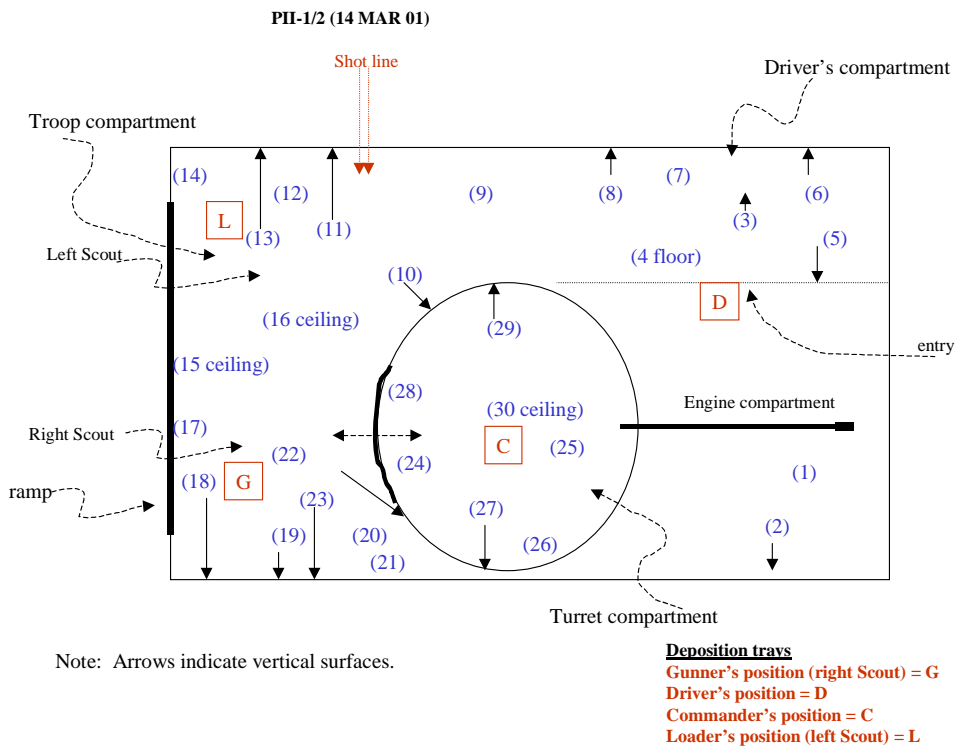 PII-1/2 (14 MAR 01)
Shot line
Driver's compartment
Troop compartment
(14)
(12)
(9)
(8)
(7)
(6)
L
(13)
(11)
(3)
(5)
Left Scout
(4 floor)
(10)
D
(16 ceiling)
(29)
entry
(15 ceiling)
(28)
(30 ceiling)
Engine compartment
(17)
Right Scout
(22)
(24)
C
(25)
(1)
ramp
(18)
G
(23)
(27)
(19)
(20)
(26)
(2)
(21)
Turret compartment
Note: Arrows indicate vertical surfaces.
Deposition trays
Gunner's position (right Scout) = G
Driver's position = D
Commander's position = C
Loader's position (left Scout) = L